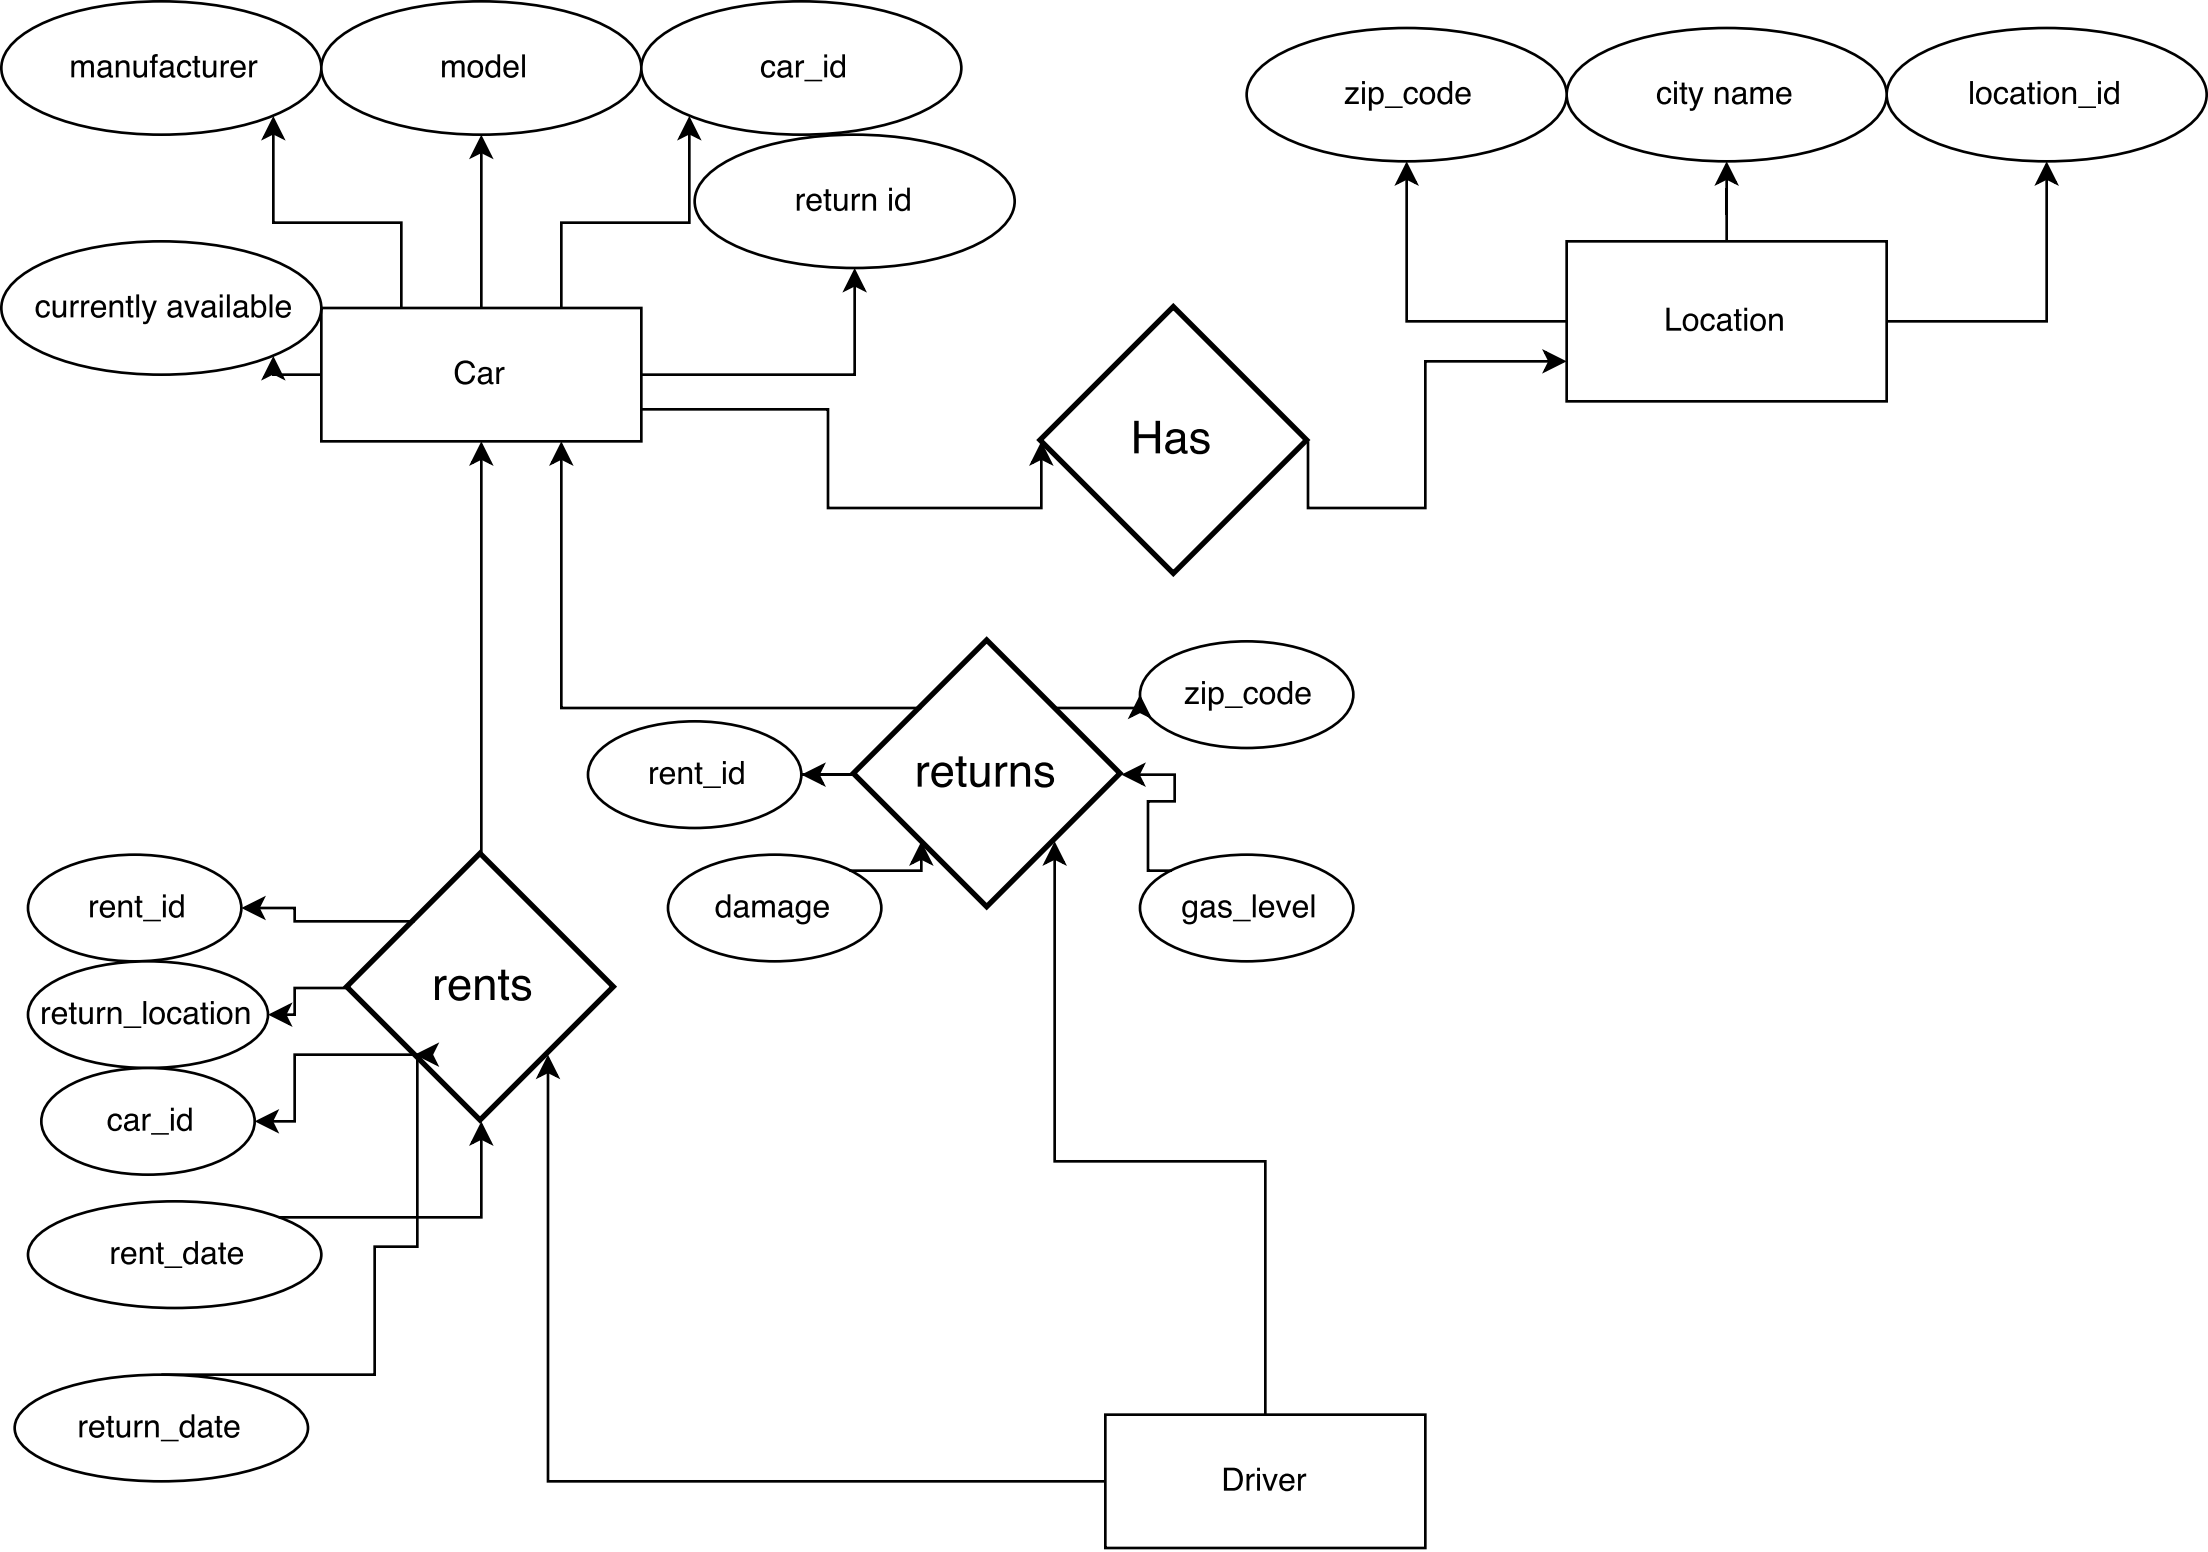 manufacturer
model
car_id
zip_code
city name
location_id
return id
currently available
Location
Car
Has
zip_code
rent_id
returns
rent_id
damage
gas_level
rents
return_location
car_id
rent_date
return_date
Driver